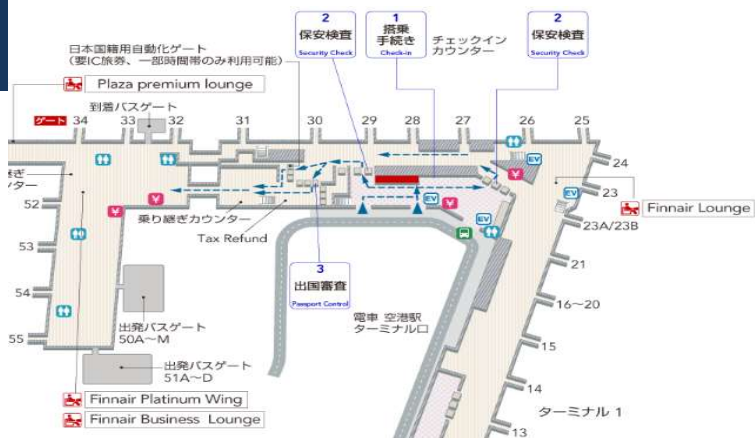 2
保安検査
Security Check
1
搭乗
手続き
Check-in
チェックイン
カウンター
2
保安検査
Security Check
日本国籍用自動化ゲート
(要IC旅券、一部時間帯のみ利用可能)
Plaza premium lounge
到着バスゲート
ゲート
34
33
32
31
30
29
28
27
26
25
24
23
23A/23B
Finnair Lounge
21
16～20
15
14
13
ターミナル 1
継ぎ
ンター
52
53
54
55
乗り継ぎカウンター
Tax Refund
EV
EV
EV
EV
3
出国審査
Passport Control
電車 空港駅
ターミナル口
出発バスゲート
50A～M
出発バスゲート
51A～D
Finnair Platinum Wing
Finnair Business Lounge